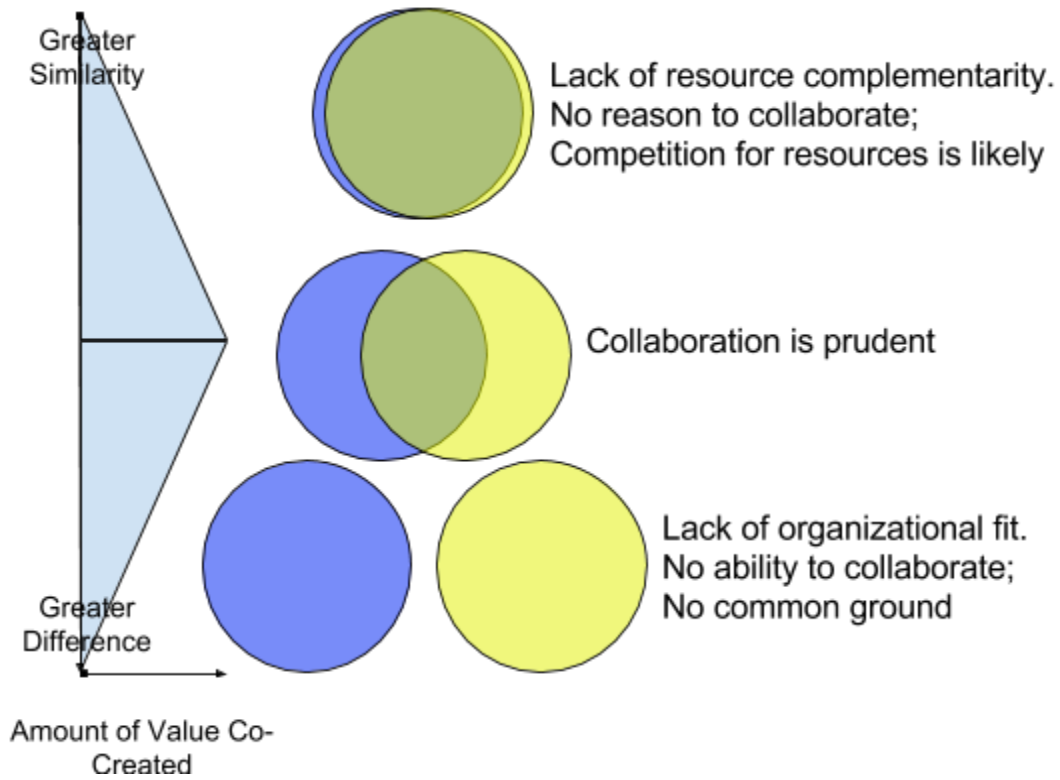 Greater
Similarity
Lack of resource complementarity.
No reason to collaborate;
Competition for resources is likely
Collaboration is prudent
Lack of organizational fit.
No ability to collaborate;
No common ground
Greater
Difference
Amount of Value Co-
Created